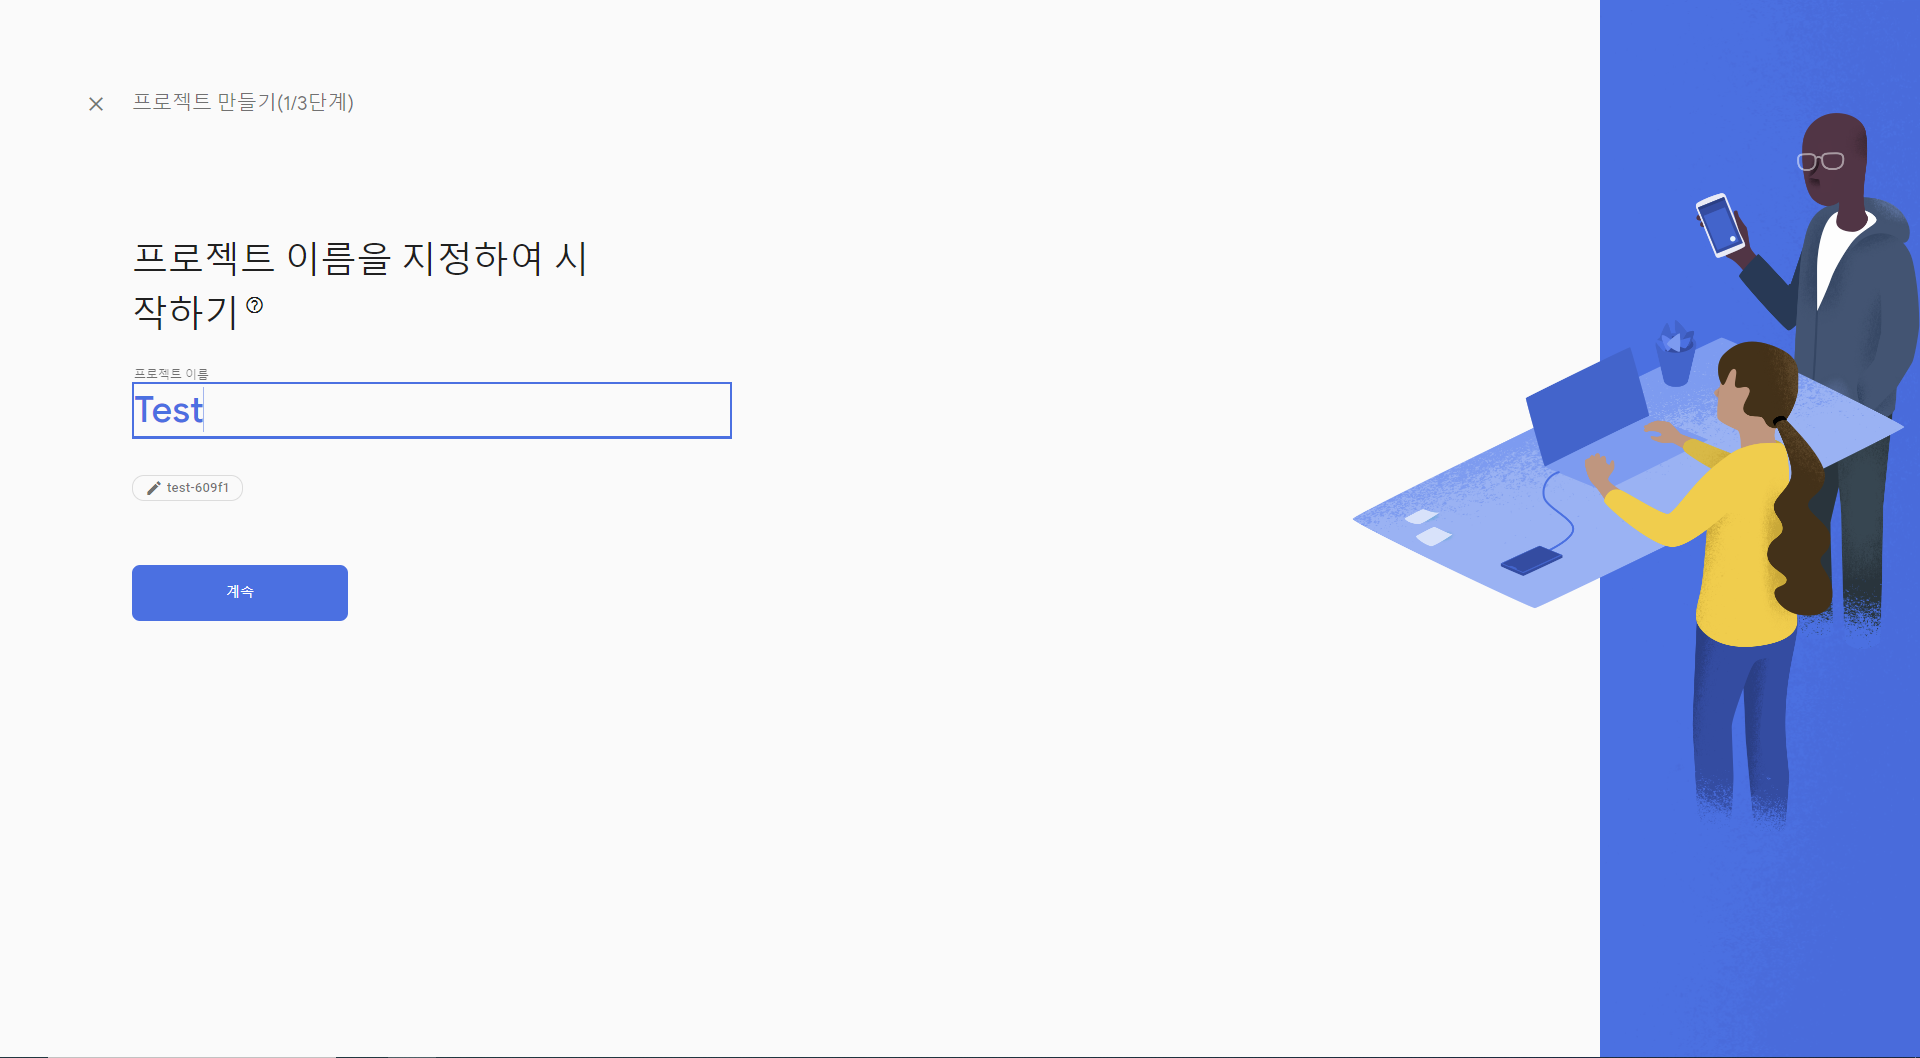 프로젝트 만들기(1/3단계)
프로젝트 이름을 지정하여 시
작하기
프로젝트 이름
Test
test-609f1
계속